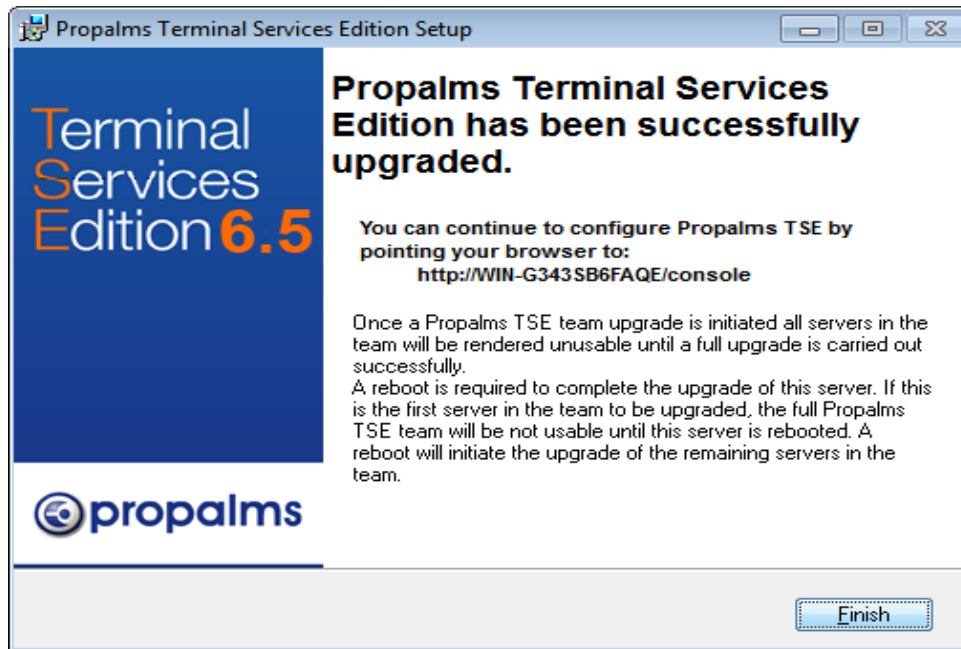 Propalms Terminal Services Edition Setup
Terminal
Services
Edition 6.5
propalms
Propalms Terminal Services
Edition has been successfully
upgraded.
You can continue to configure Propalms TSE by
pointing your browser to:
http://WIN-G343SB6FAQE/console
Once a Propalms TSE team upgrade is initiated all servers in the
team will be rendered unusable until a full upgrade is carried out
successfully.
A reboot is required to complete the upgrade of this server. If this
is the first server in the team to be upgraded, the full Propalms
TSE team will be not usable until this server is rebooted. A
reboot will initiate the upgrade of the remaining servers in the
team.
Finish